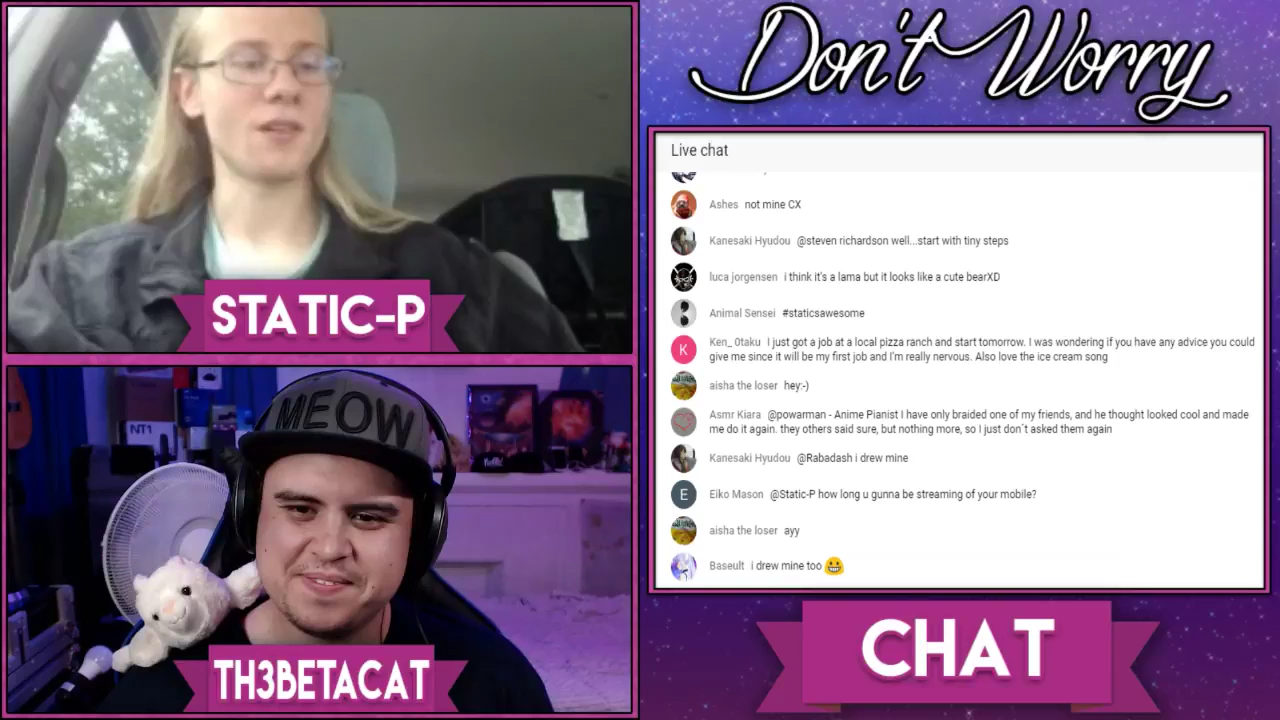 Don't Worry
STATIC-P
Live chat
Ashes not mine CX
Kanesaki Hyudou @steven richardson well...start with tiny steps
luca jorgensen i think it's a lama but it looks like a cute bearXD
Animal Sensei #staticsawesome
K
Ken_ Otaku I just got a job at a local pizza ranch and start tomorrow. I was wondering if you have any advice you could
give me since it will be my first job and I'm really nervous. Also love the ice cream song
aisha the loser hey:-)
Asmr Kiara @powarman - Anime Pianist I have only braided one of my friends, and he thought looked cool and made
me do it again. they others said sure, but nothing more, so I just don´t asked them again
Kanesaki Hyudou @Rabadash i drew mine
E
Eiko Mason @Static-P how long u gunna be streaming of your mobile?
aisha the loser ayy
Baseult i drew mine too 😀
CHAT
NT1
MEOW
TH3BETACAT